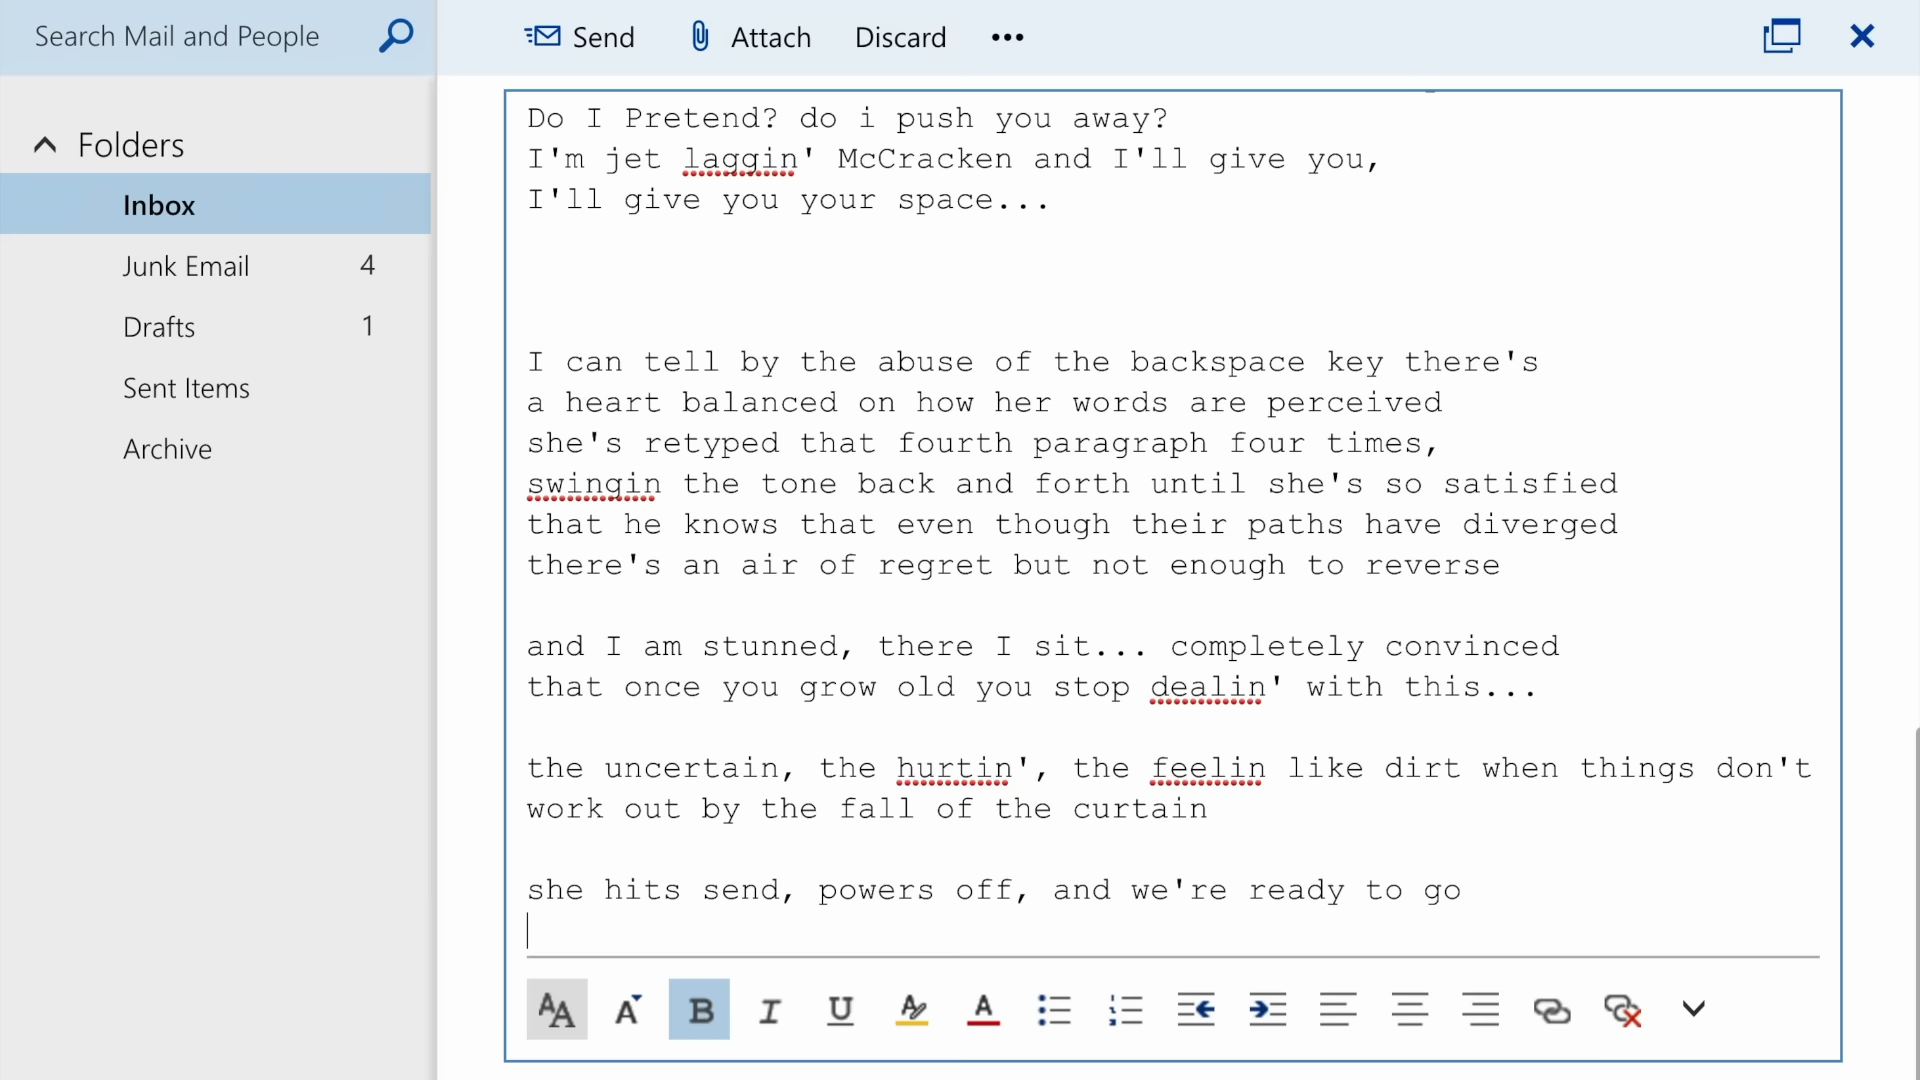 Search Mail and People
Send
Attach
Discard
Folders
Inbox
Junk Email 4
Drafts 1
Sent Items
Archive
Do I Pretend? do i push you away?
I'm jet laggin' McCracken and I'll give you,
I'll give you your space...
I can tell by the abuse of the backspace key there's
a heart balanced on how her words are perceived
she's retyped that fourth paragraph four times,
swingin the tone back and forth until she's so satisfied
that he knows that even though their paths have diverged
there's an air of regret but not enough to reverse
and I am stunned, there I sit... completely convinced
that once you grow old you stop dealin' with this...
the uncertain, the hurtin', the feelin like dirt when things don't
work out by the fall of the curtain
she hits send, powers off, and we're ready to go